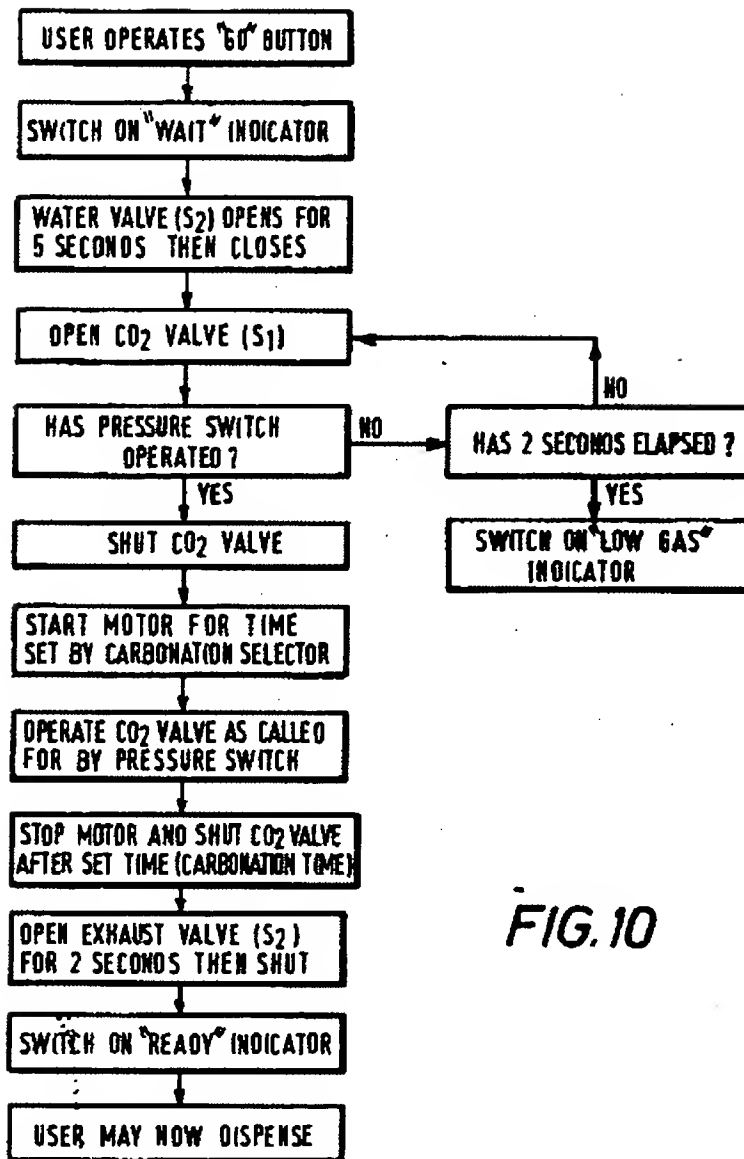 USER OPERATES "GO" BUTTON
SWITCH ON "WAIT" INDICATOR
WATER VALVE (S2) OPENS FOR
5 SECONDS THEN CLOSES
OPEN CO2 VALVE (S1)
HAS PRESSURE SWITCH
OPERATED ?
NO
HAS 2 SECONDS ELAPSED ?
NO
YES
SWITCH ON "LOW GAS"
INDICATOR
YES
SHUT CO2 VALVE
START MOTOR FOR TIME
SET BY CARBONATION SELECTOR
OPERATE CO2 VALVE AS CALLED
FOR BY PRESSURE SWITCH
STOP MOTOR AND SHUT CO2 VALVE
AFTER SET TIME (CARBONATION TIME)
OPEN EXHAUST VALVE (S2)
FOR 2 SECONDS THEN SHUT
SWITCH ON "READY" INDICATOR
USER MAY NOW DISPENSE
FIG. 10